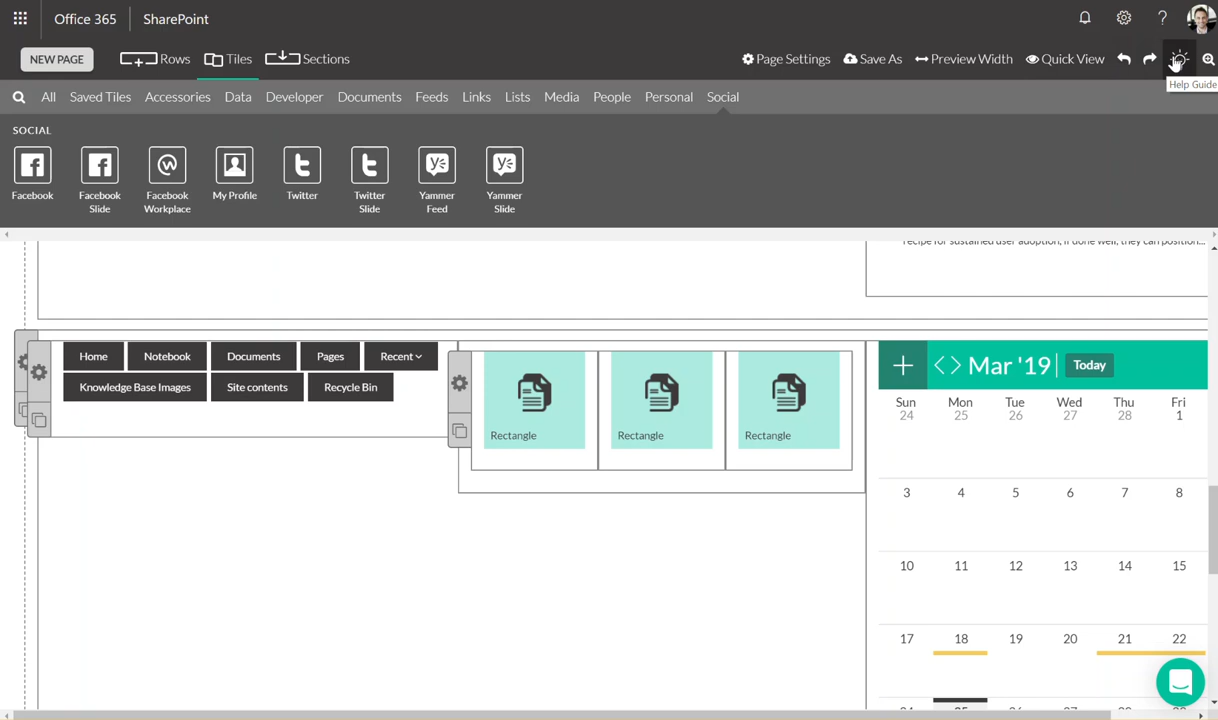 Office 365 SharePoint
NEW PAGE Rows Tiles Sections Page Settings Save As Preview Width Quick View
Help Guide
All Saved Tiles Accessories Data Developer Documents Feeds Links Lists Media People Personal Social
SOCIAL
Facebook Facebook Slide Facebook Workplace My Profile Twitter Twitter Slide Yammer Feed Yammer Slide
recipe for sustained user adoption, if done well, they can position...
Home Notebook Documents Pages Recent
Knowledge Base Images Site contents Recycle Bin
Rectangle Rectangle Rectangle
+ < > Mar '19 Today
Sun Mon Tue Wed Thu Fri
24 25 26 27 28 1
3 4 5 6 7 8
10 11 12 13 14 15
17 18 19 20 21 22